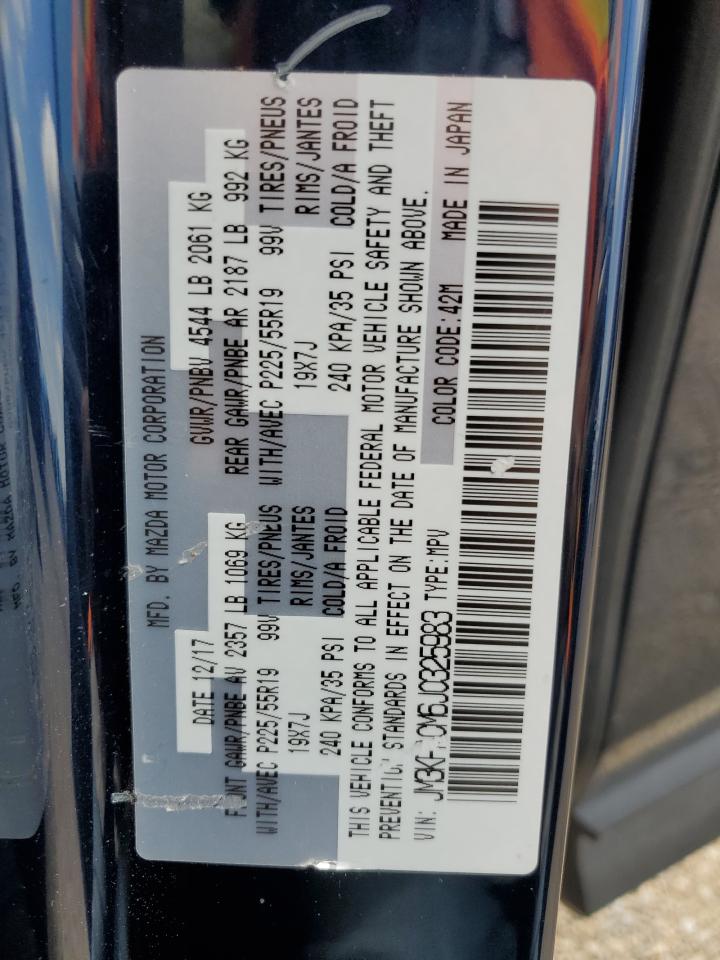 MFD. BY MAZDA MOTOR CORPORATION
DATE 12/17 GVWR/PNBV 4544 LB 2061 KG
FRONT GAWR/PNBE AV 2357 LB 1069 KG REAR GAWR/PNBE AR 2187 LB 992 KG
WITH/AVEC P225/55R19 99V TIRES/PNEUS WITH/AVEC P225/55R19 99V TIRES/PNEUS
19X7J RIMS/JANTES 19X7J RIMS/JANTES
240 KPA/35 PSI COLD/A FROID 240 KPA/35 PSI COLD/A FROID
THIS VEHICLE CONFORMS TO ALL APPLICABLE FEDERAL MOTOR VEHICLE SAFETY AND THEFT
PREVENTION STANDARDS IN EFFECT ON THE DATE OF MANUFACTURE SHOWN ABOVE.
VIN: TYPE:MPV COLOR CODE:42M MADE IN JAPAN